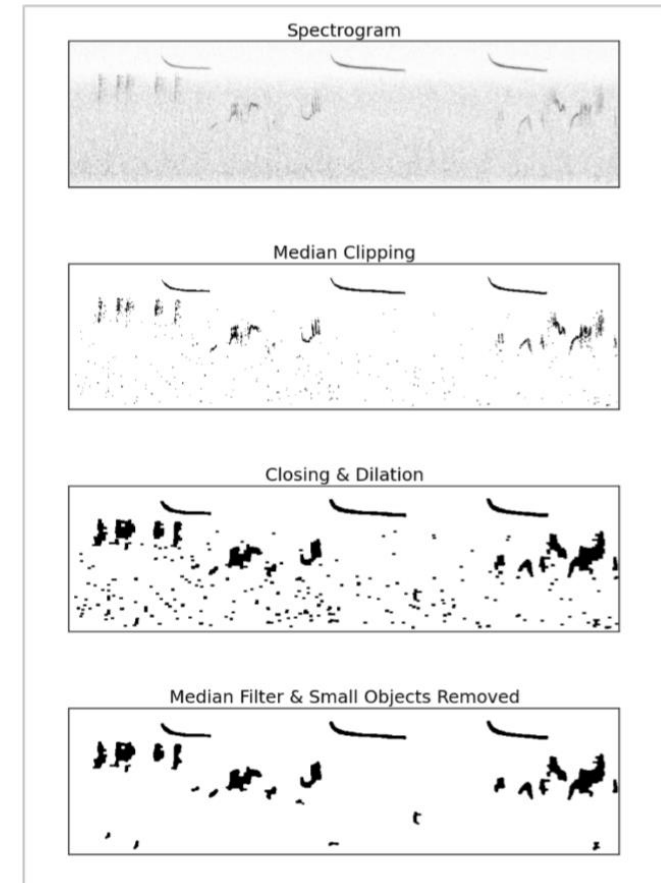 Spectrogram
Median Clipping
Closing & Dilation
Median Filter & Small Objects Removed